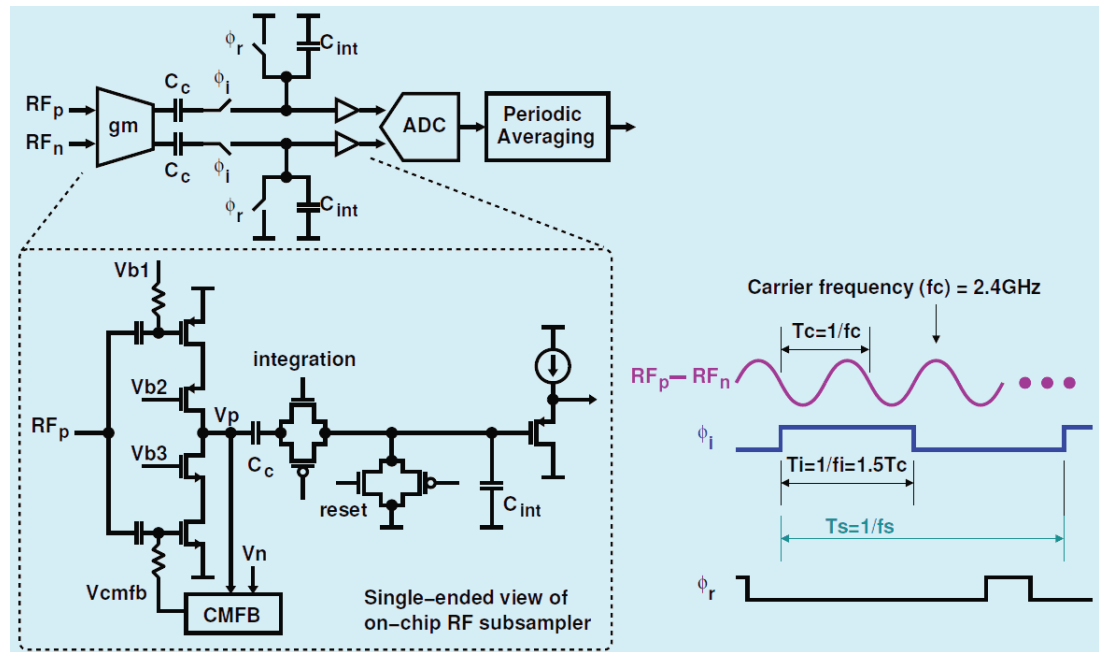 ϕr
Cint
Cc
ϕi
RFp
RFn
gm
ADC
Periodic
Averaging
Cc
ϕi
ϕr
Cint
Vb1
integration
Vb2
Vp
RFp
Vb3
Cc
reset
Cint
Vn
Vcmfb
CMFB
Single−ended view of
on−chip RF subsampler
Carrier frequency (fc) = 2.4GHz
Tc=1/fc
RFp− RFn
ϕi
Ti=1/fi=1.5Tc
Ts=1/fs
ϕr